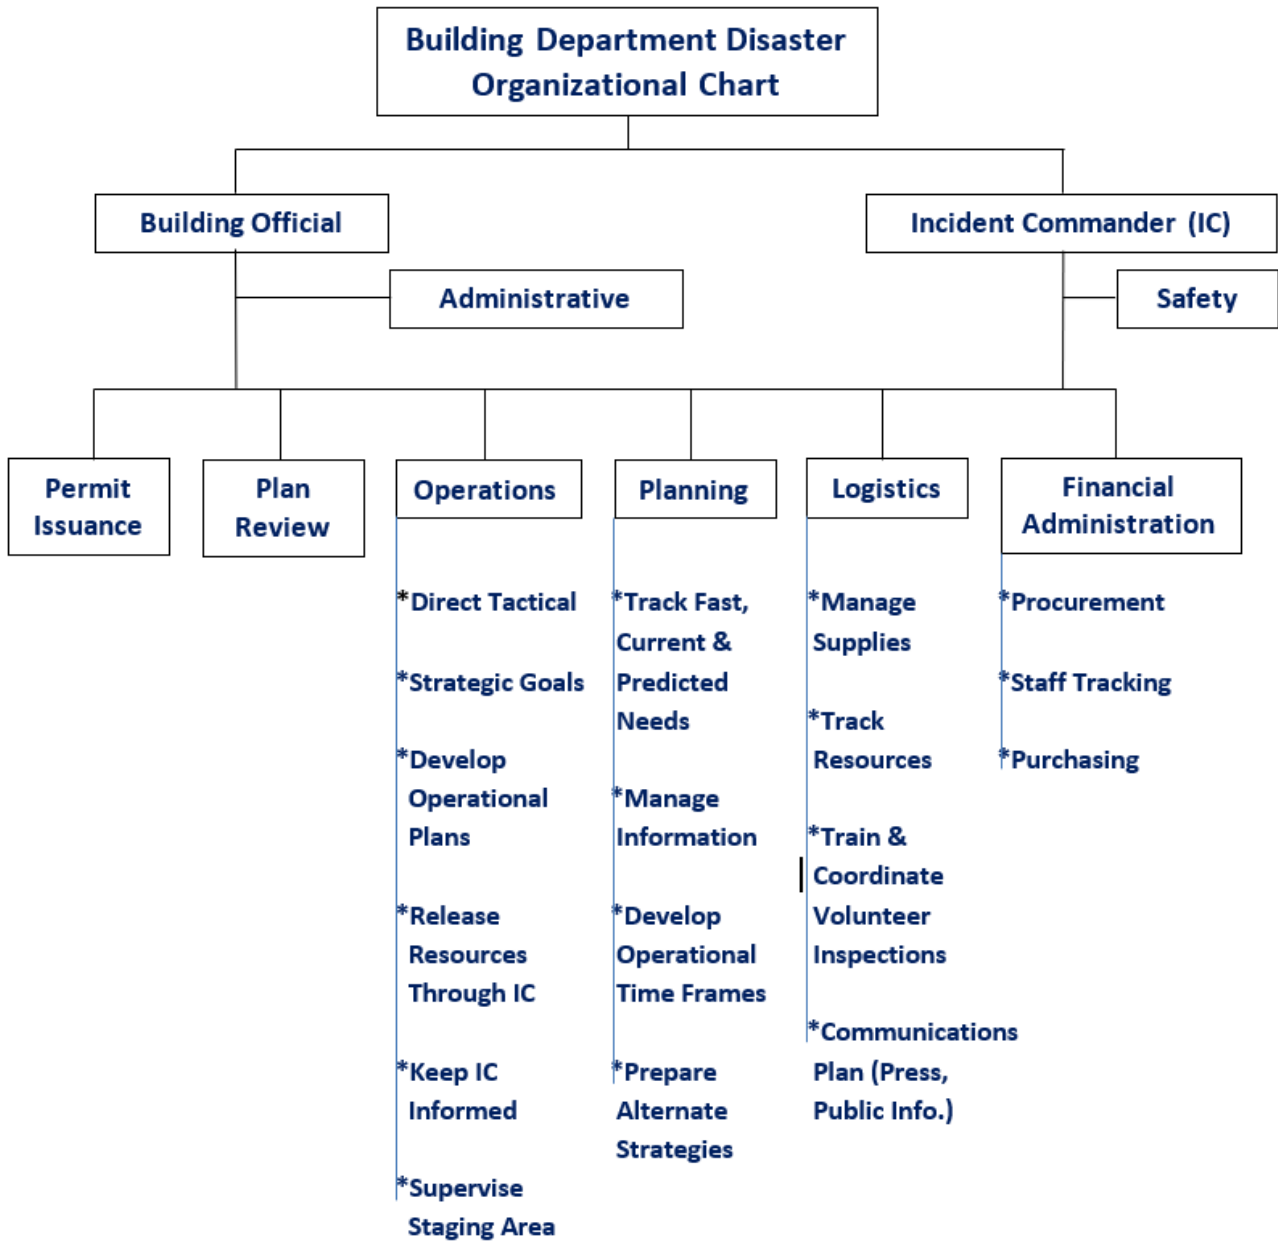 Building Department Disaster
Organizational Chart
Building Official
Incident Commander (IC)
Administrative
Safety
Permit
Issuance
Plan
Review
Operations
Planning
Logistics
Financial
Administration
*Direct Tactical
*Strategic Goals
*Develop
Operational
Plans
*Release
Resources
Through IC
*Keep IC
Informed
*Supervise
Staging Area
*Track Fast,
Current &
Predicted
Needs
*Manage
Information
*Develop
Operational
Time Frames
*Prepare
Alternate
Strategies
*Manage
Supplies
*Track
Resources
*Train &
Coordinate
Volunteer
Inspections
*Communications
Plan (Press,
Public Info.)
*Procurement
*Staff Tracking
*Purchasing